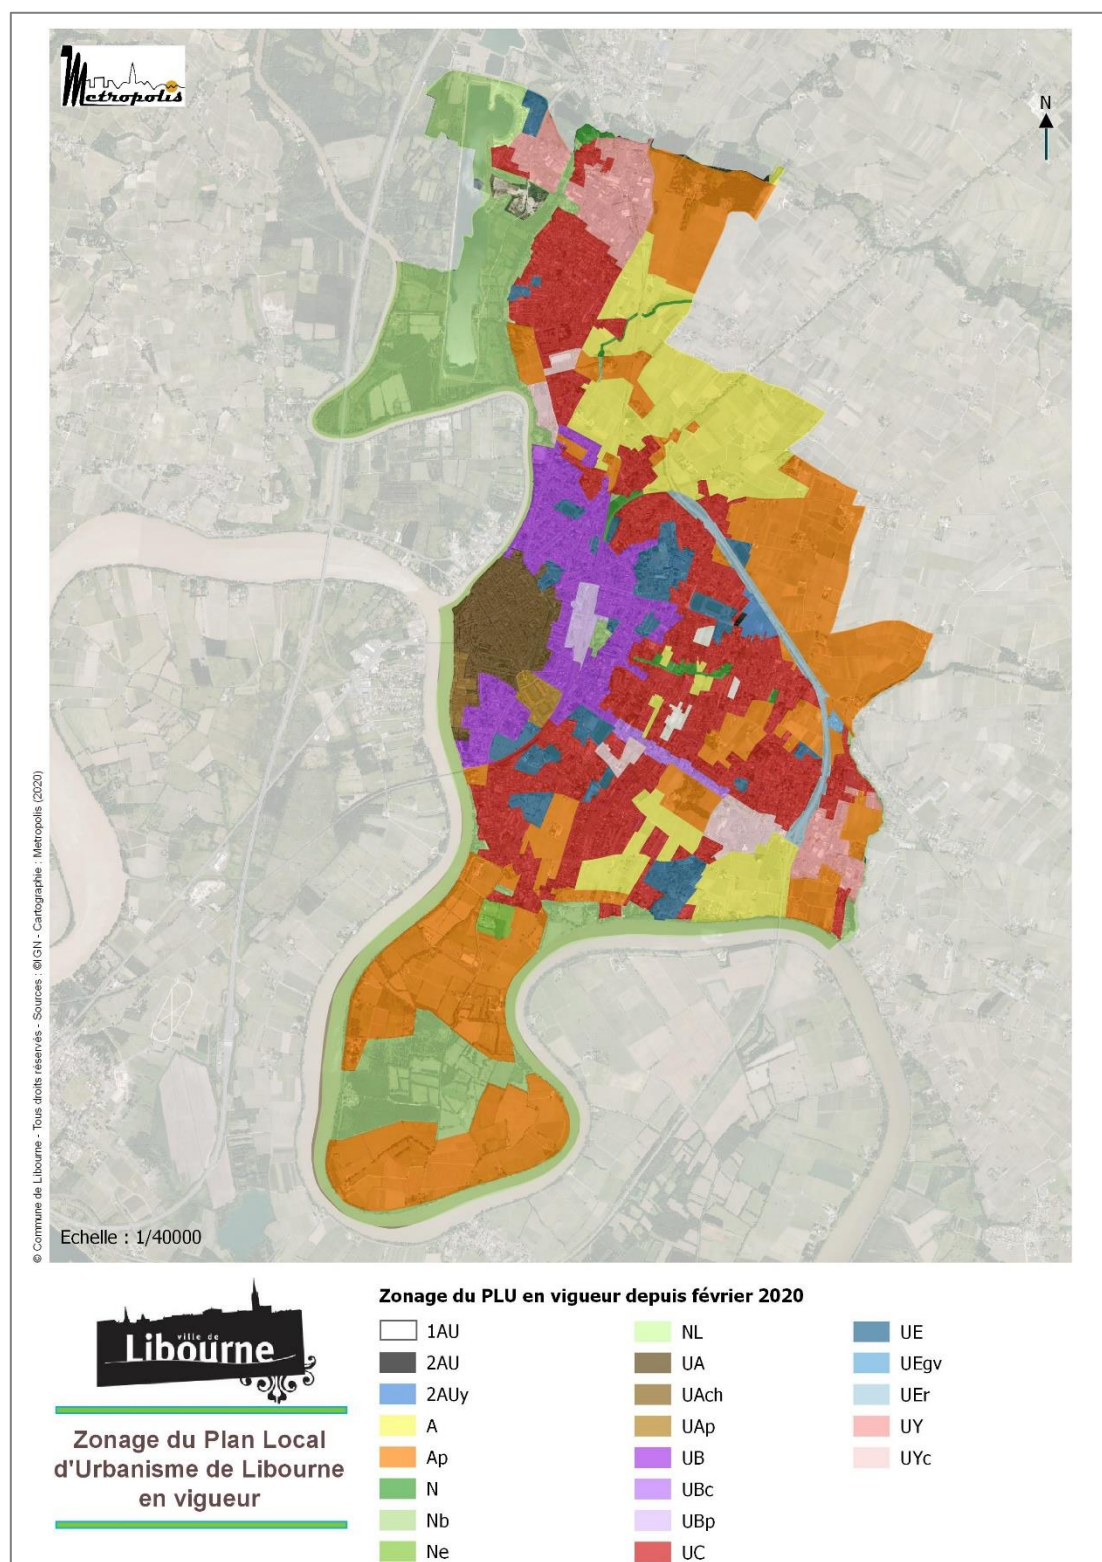 Metropolis
N
© Commune de Libourne - Tous droits réservés - Sources : ©IGN - Cartographie : Metropolis (2020)
Echelle : 1/40000
ville de
Libourne
Zonage du Plan Local
d'Urbanisme de Libourne
en vigueur
Zonage du PLU en vigueur depuis février 2020
1AU
2AU
2AUy
A
Ap
N
Nb
Ne
NL
UA
UAch
UAp
UB
UBc
UBp
UC
UE
UEgv
UEr
UY
UYc